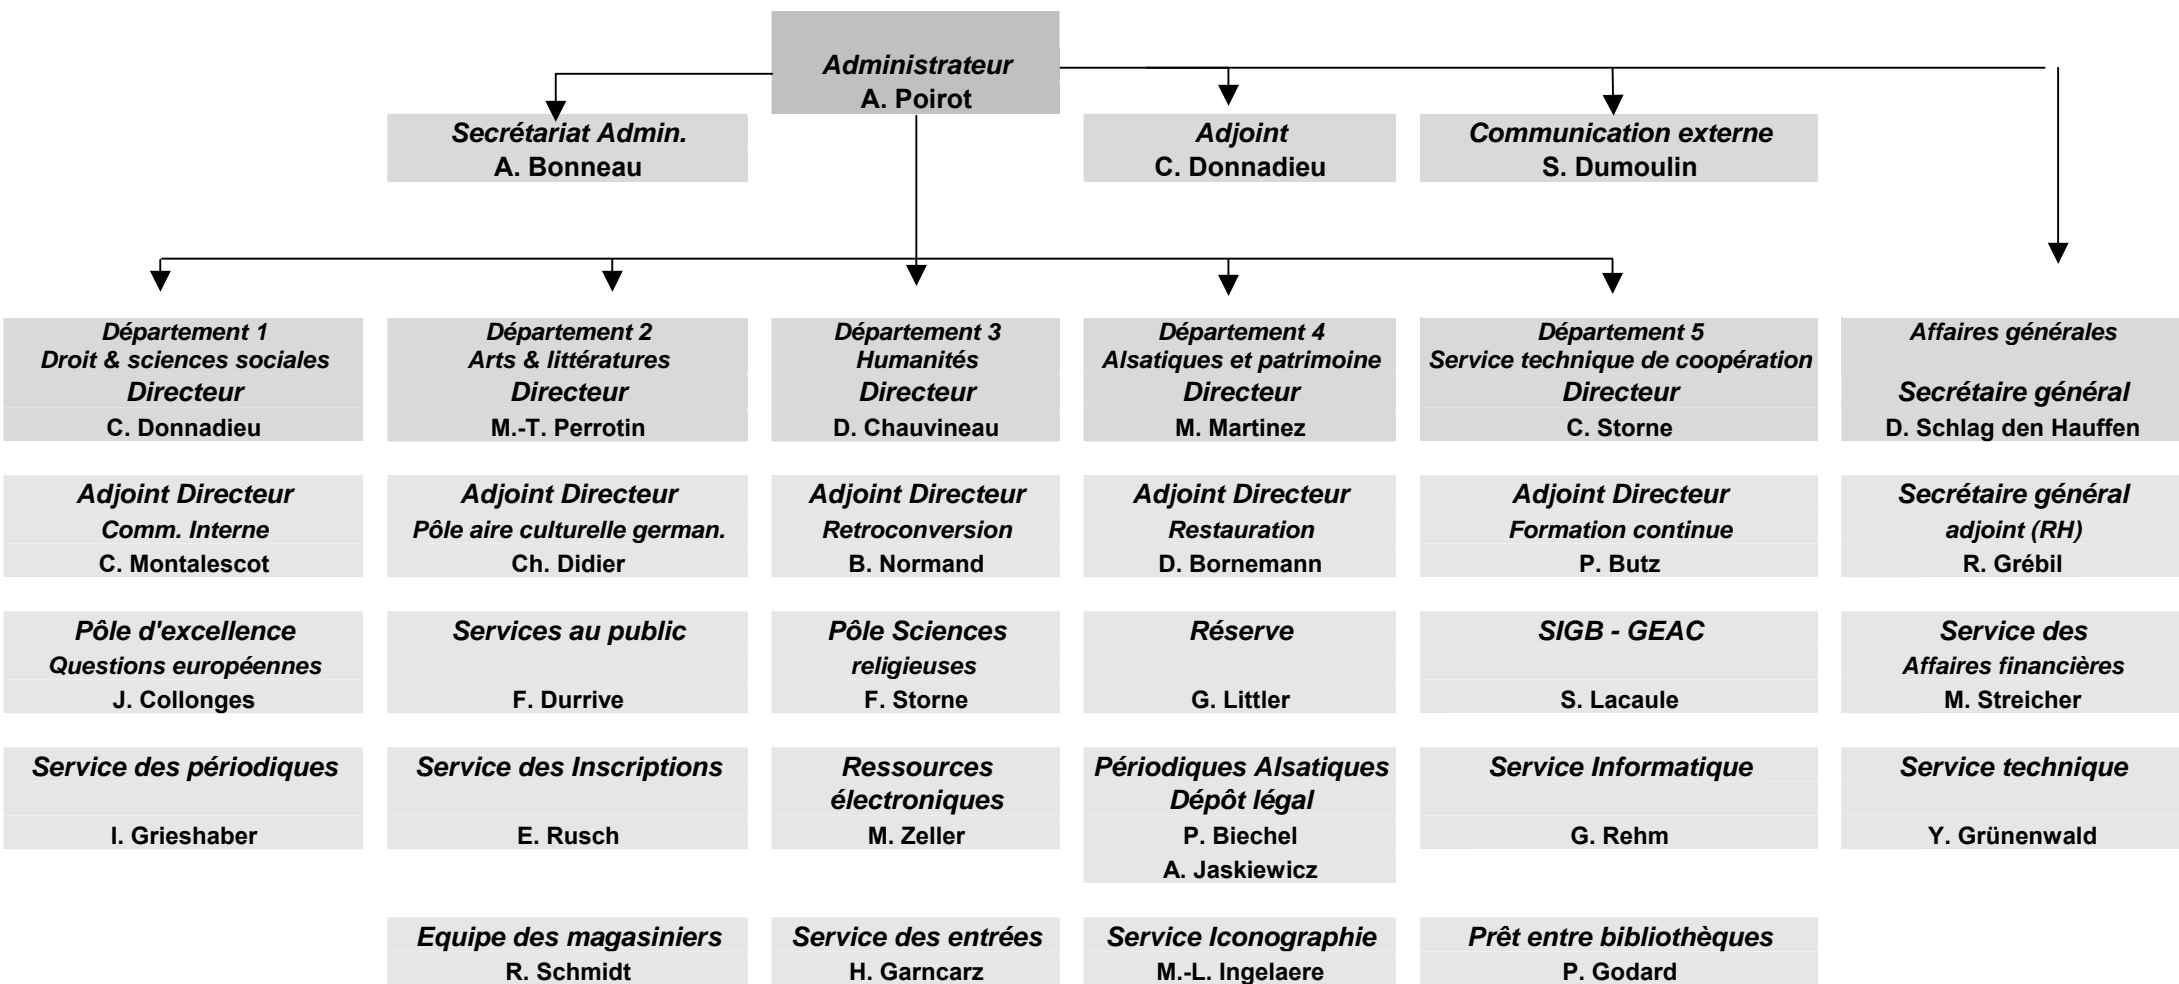 Administrateur
A. Poirot
Secrétariat Admin.
A. Bonneau
Adjoint
C. Donnadieu
Communication externe
S. Dumoulin
Département 1
Droit & sciences sociales
Directeur
C. Donnadieu
Département 2
Arts & littératures
Directeur
M.-T. Perrotin
Département 3
Humanités
Directeur
D. Chauvineau
Département 4
Alsatiques et patrimoine
Directeur
M. Martinez
Département 5
Service technique de coopération
Directeur
C. Storne
Affaires générales
Secrétaire général
D. Schlag den Hauffen
Adjoint Directeur
Comm. Interne
C. Montalescot
Adjoint Directeur
Pôle aire culturelle german.
Ch. Didier
Adjoint Directeur
Retroconversion
B. Normand
Adjoint Directeur
Restauration
D. Bornemann
Adjoint Directeur
Formation continue
P. Butz
Secrétaire général
adjoint (RH)
R. Grébil
Pôle d'excellence
Questions européennes
J. Collonges
Services au public
F. Durrive
Pôle Sciences
religieuses
F. Storne
Réserve
G. Littler
SIGB - GEAC
S. Lacaule
Service des
Affaires financières
M. Streicher
Service des périodiques
I. Grieshaber
Service des Inscriptions
E. Rusch
Ressources
électroniques
M. Zeller
Périodiques Alsatiques
Dépôt légal
P. Biechel
A. Jaskiewicz
Service Informatique
G. Rehm
Service technique
Y. Grünenwald
Equipe des magasiniers
R. Schmidt
Service des entrées
H. Garncarz
Service Iconographie
M.-L. Ingelaere
Prêt entre bibliothèques
P. Godard